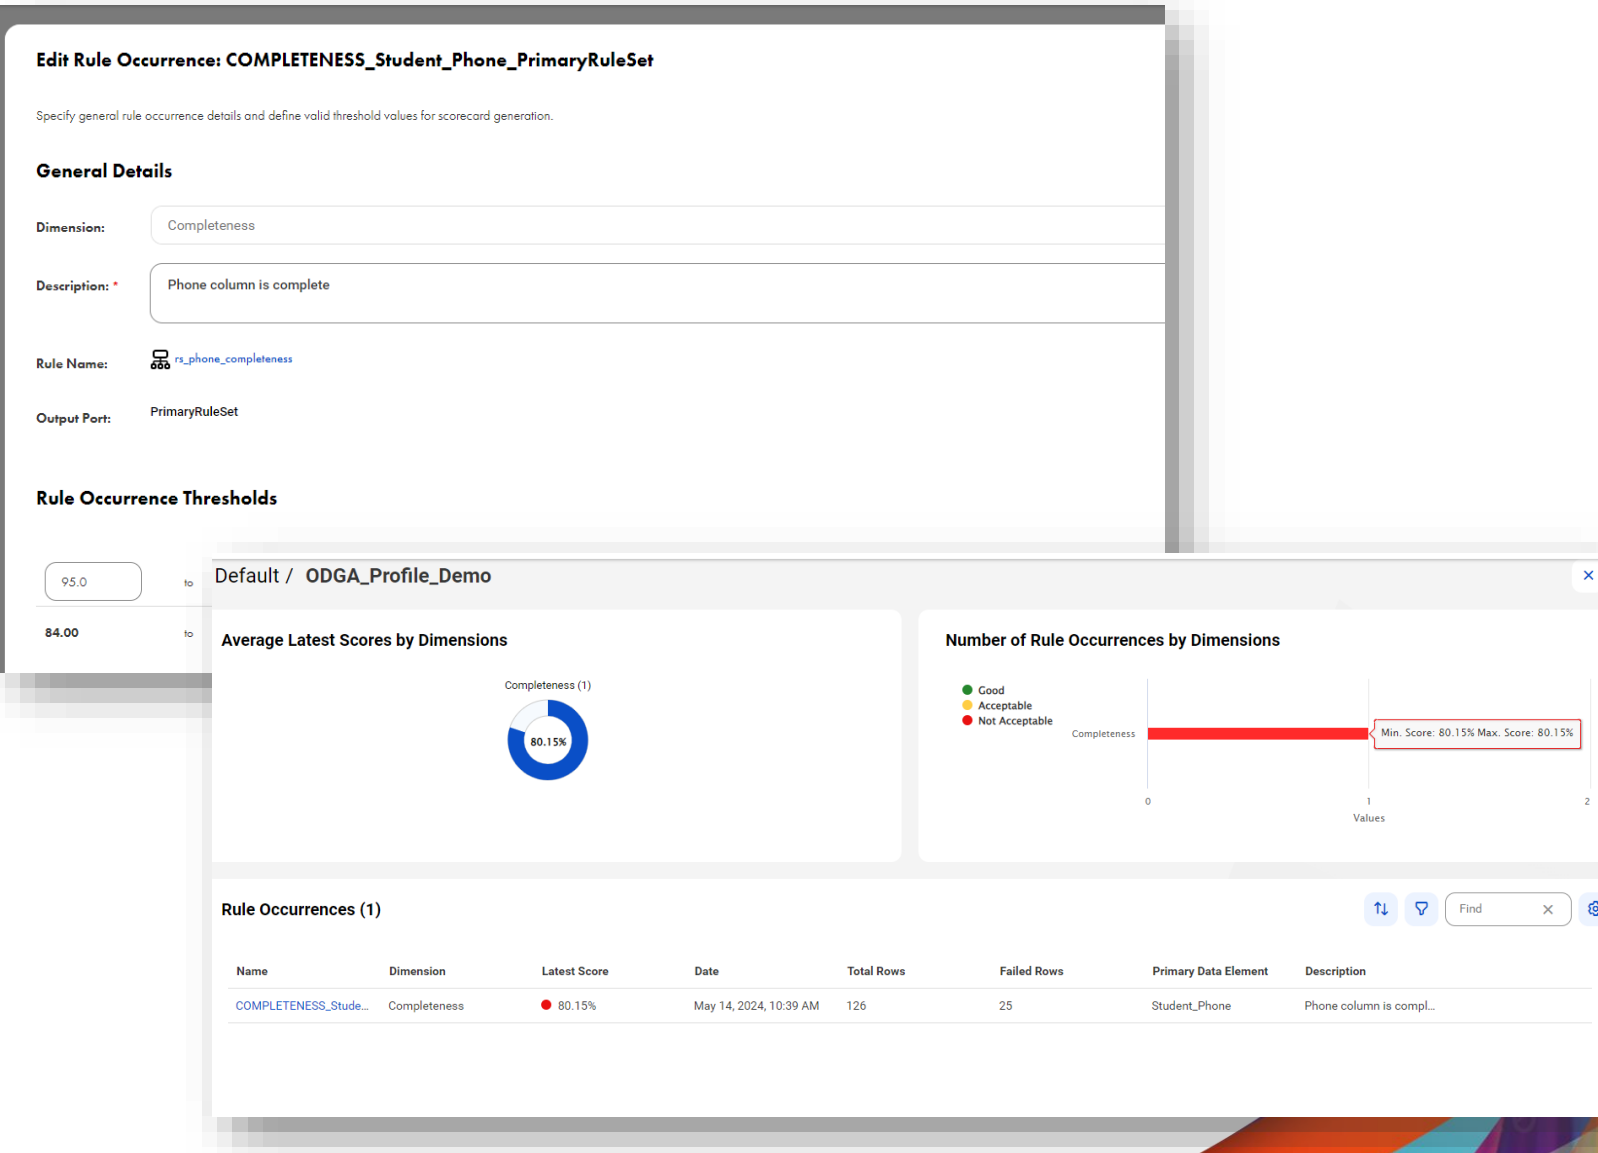 Edit Rule Occurrence: COMPLETENESS_Student_Phone_PrimaryRuleSet
Specify general rule occurrence details and define valid threshold values for scorecard generation.
General Details
Dimension: Completeness
Description: * Phone column is complete
Rule Name: rs_phone_completeness
Output Port: PrimaryRuleSet
Rule Occurrence Thresholds
95.0 to
84.00 to
Default / ODGA_Profile_Demo
Average Latest Scores by Dimensions
Completeness (1)
80.15%
Number of Rule Occurrences by Dimensions
Good
Acceptable
Not Acceptable
Completeness
Min. Score: 80.15% Max. Score: 80.15%
0 1 2
Values
Rule Occurrences (1)
Find
Name Dimension Latest Score Date Total Rows Failed Rows Primary Data Element Description
COMPLETENESS_Stude... Completeness 80.15% May 14, 2024, 10:39 AM 126 25 Student_Phone Phone column is compl...